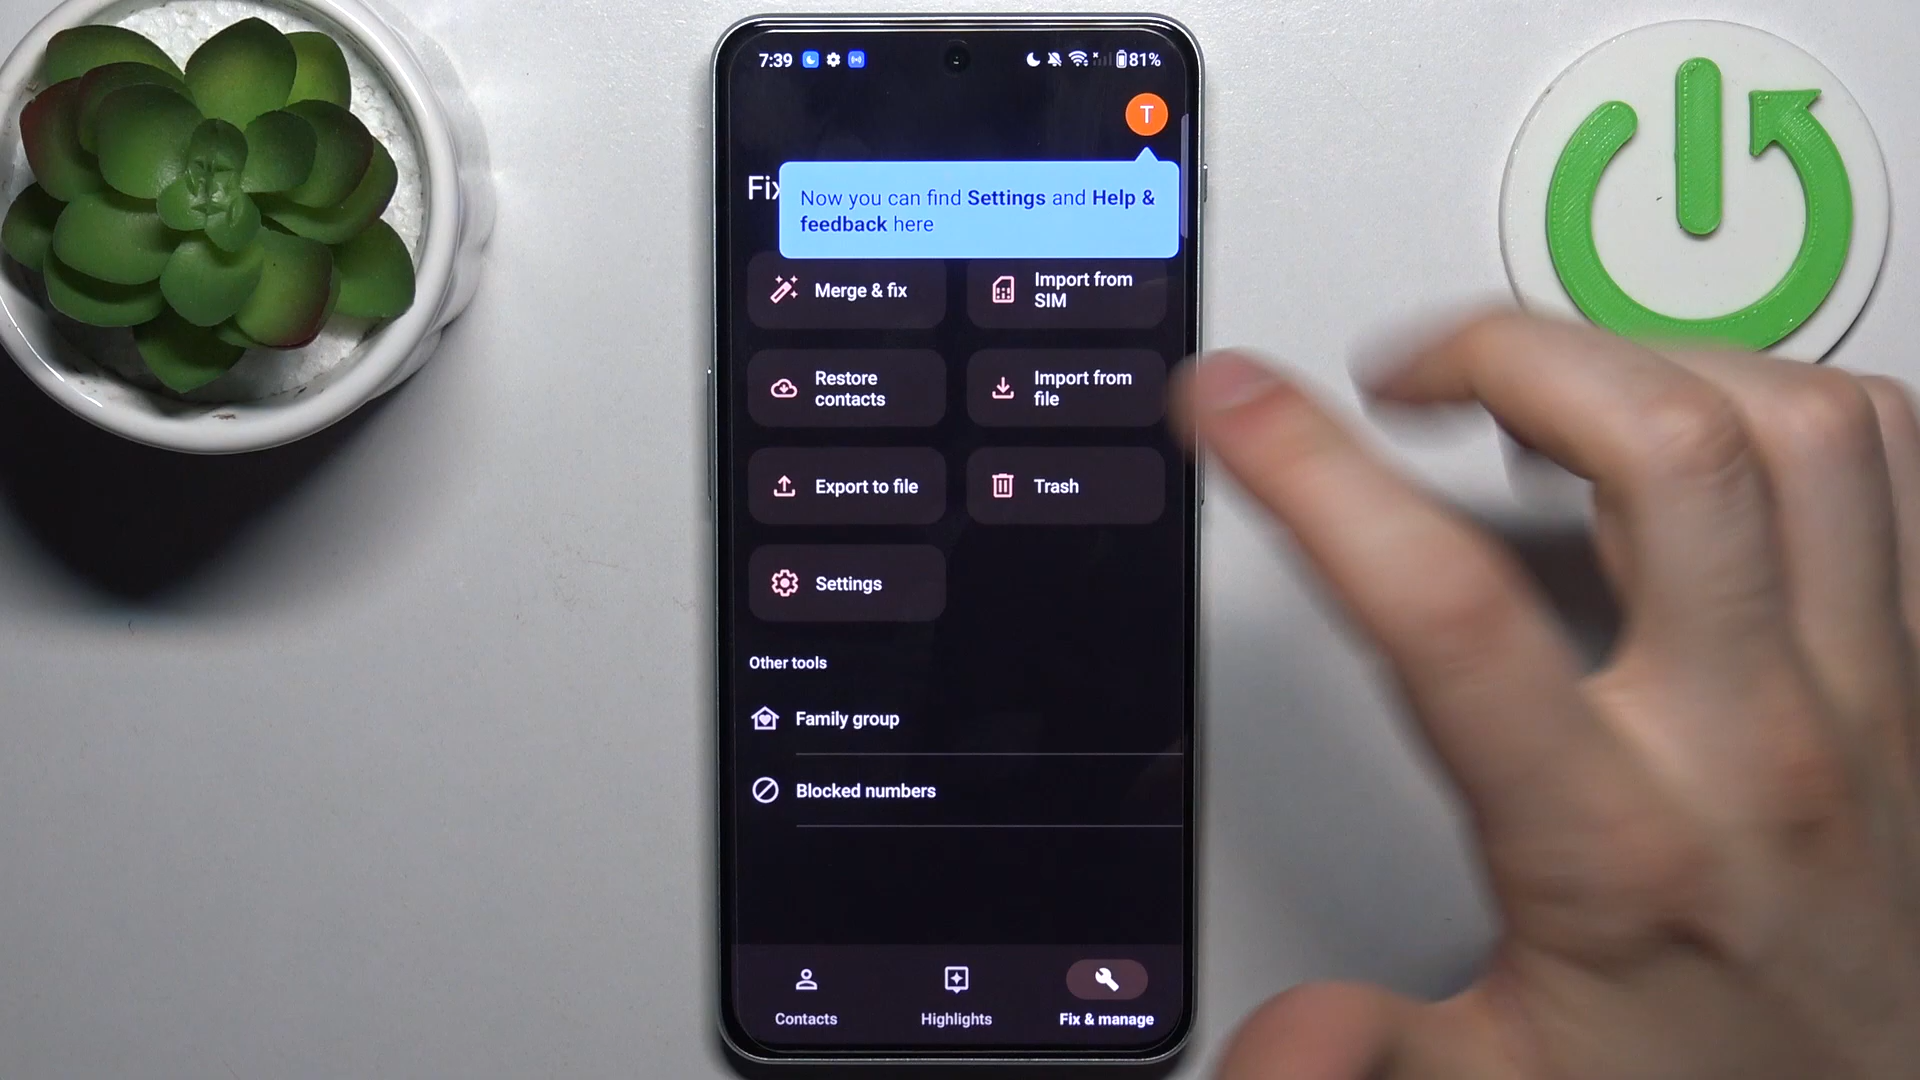 7:39
81%
T
Fix
Now you can find Settings and Help &
feedback here
Merge & fix
Import from
SIM
Restore
contacts
Import from
file
Export to file
Trash
Settings
Other tools
Family group
Blocked numbers
Contacts
Highlights
Fix & manage